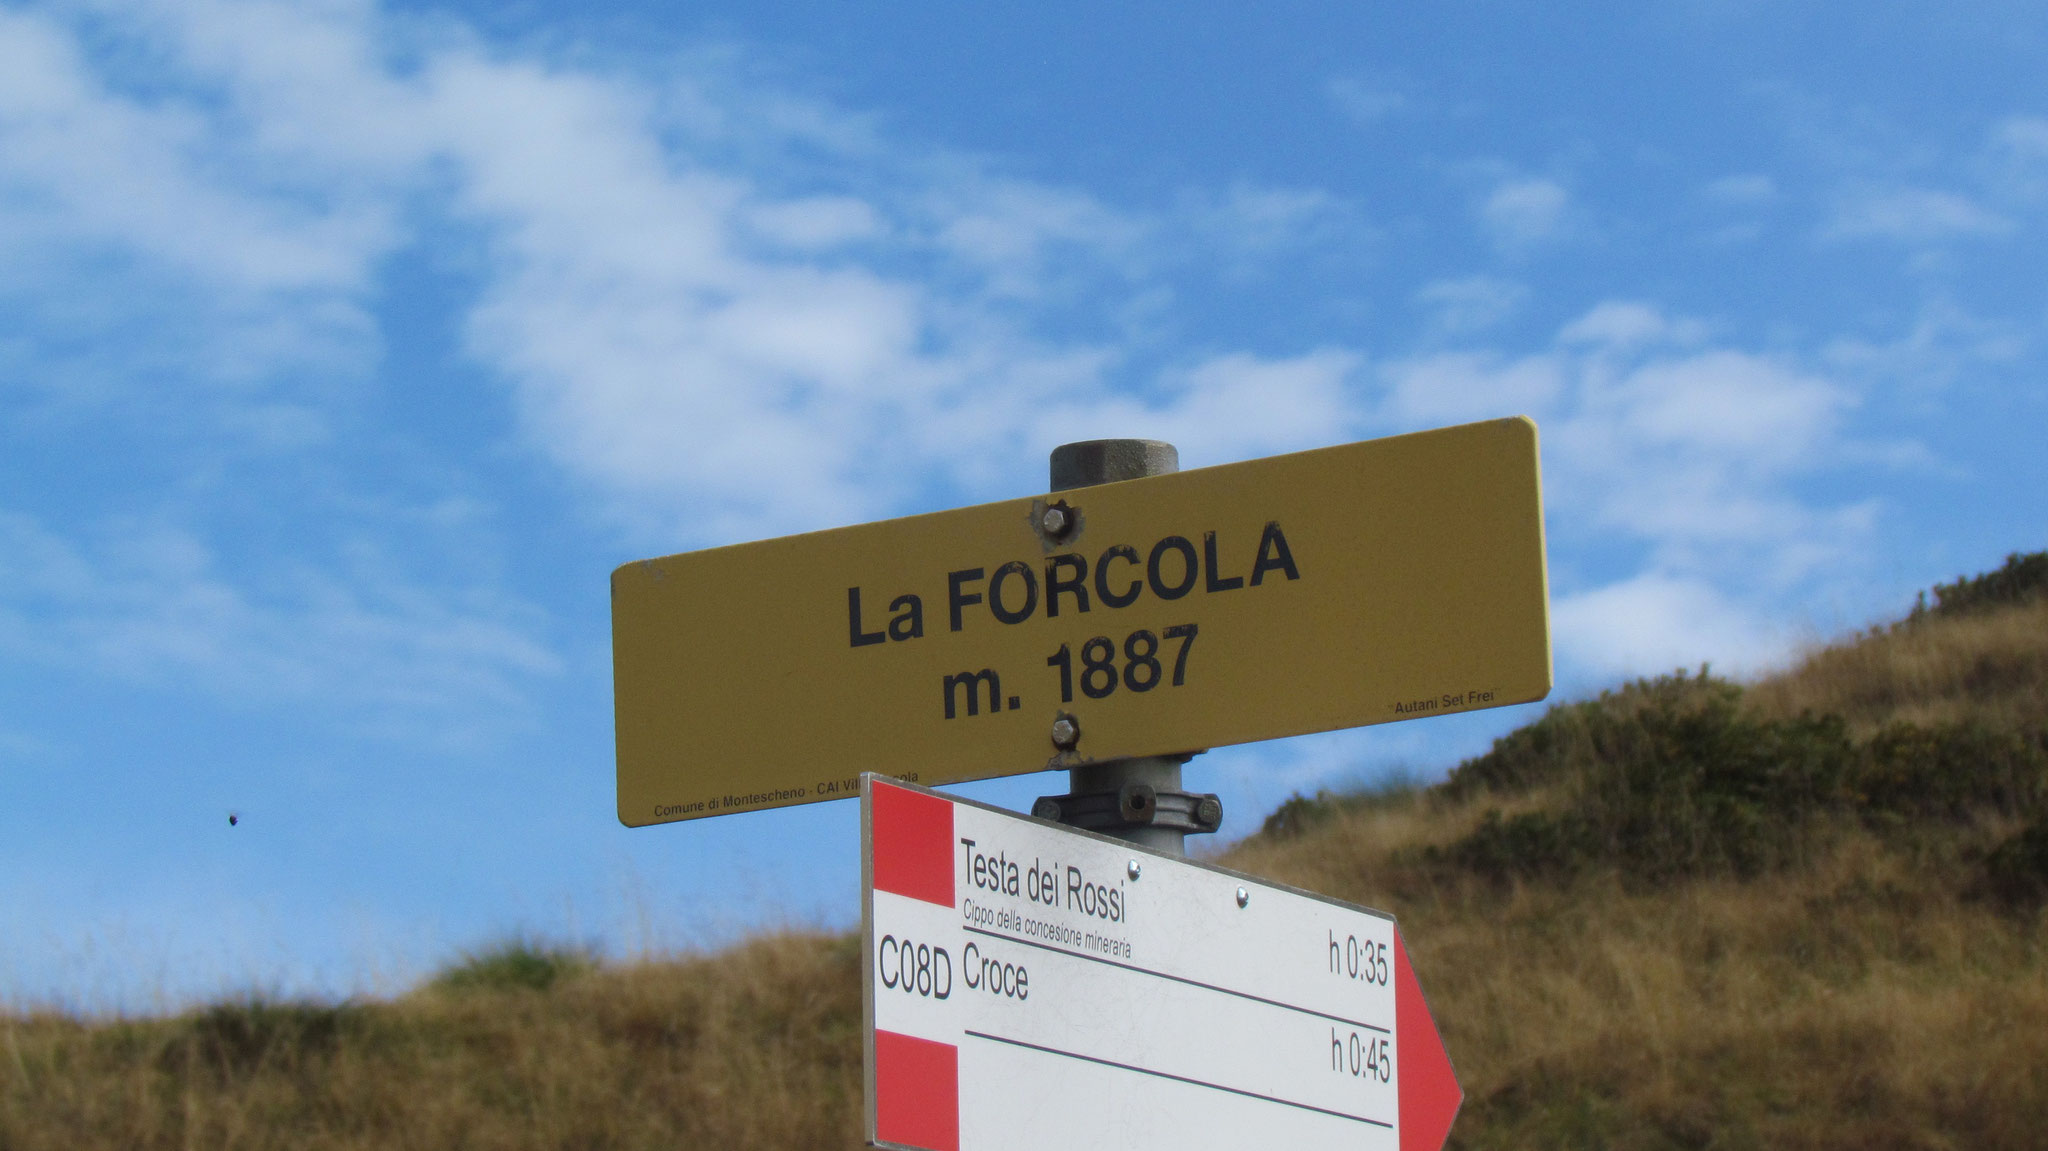 La FORCOLA
m. 1887
"Autani Set Frei"
Comune di Montescheno - CAI
Testa dei Rossi
Cippo della concesione mineraria
h 0:35
C08D
Croce
h 0:45